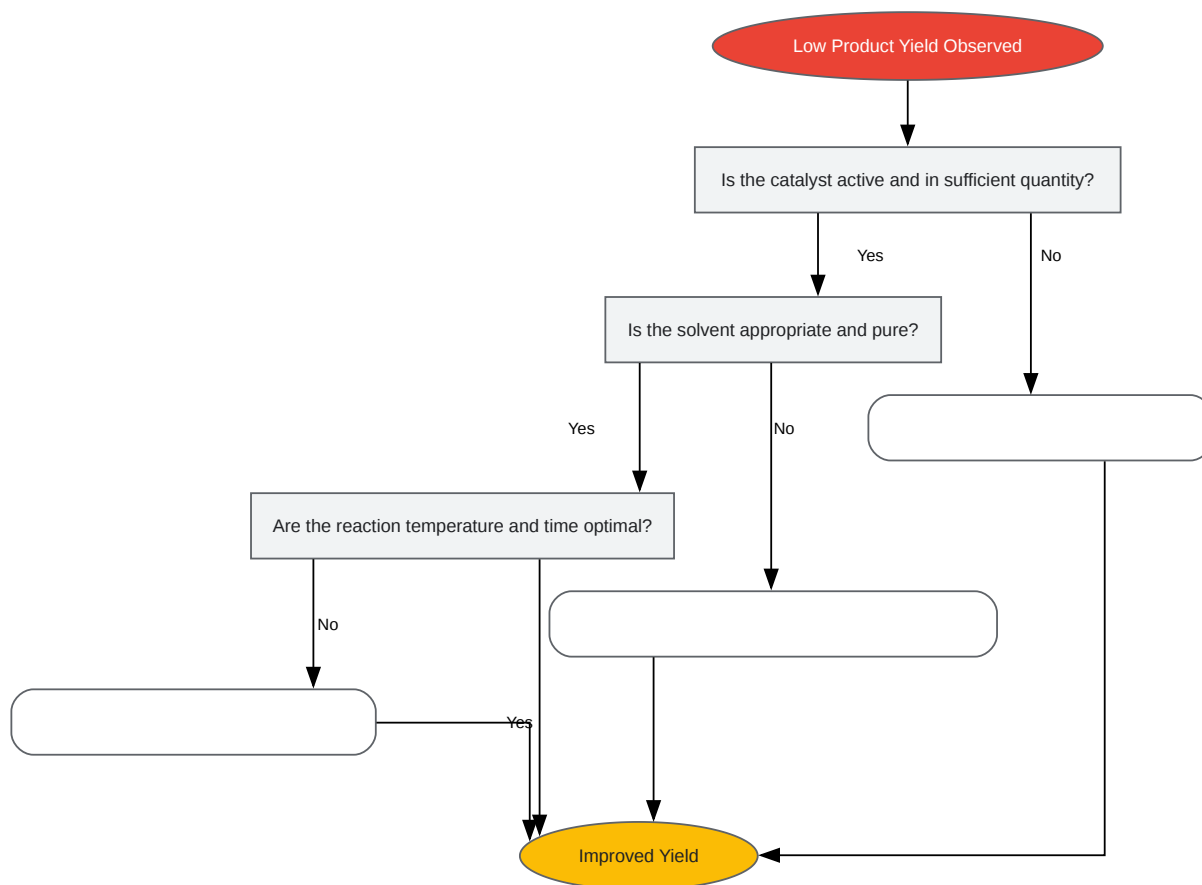 Low Product Yield Observed
Is the catalyst active and in sufficient quantity?
Yes
No
Is the solvent appropriate and pure?
Yes
No
Are the reaction temperature and time optimal?
No
Yes
Improved Yield